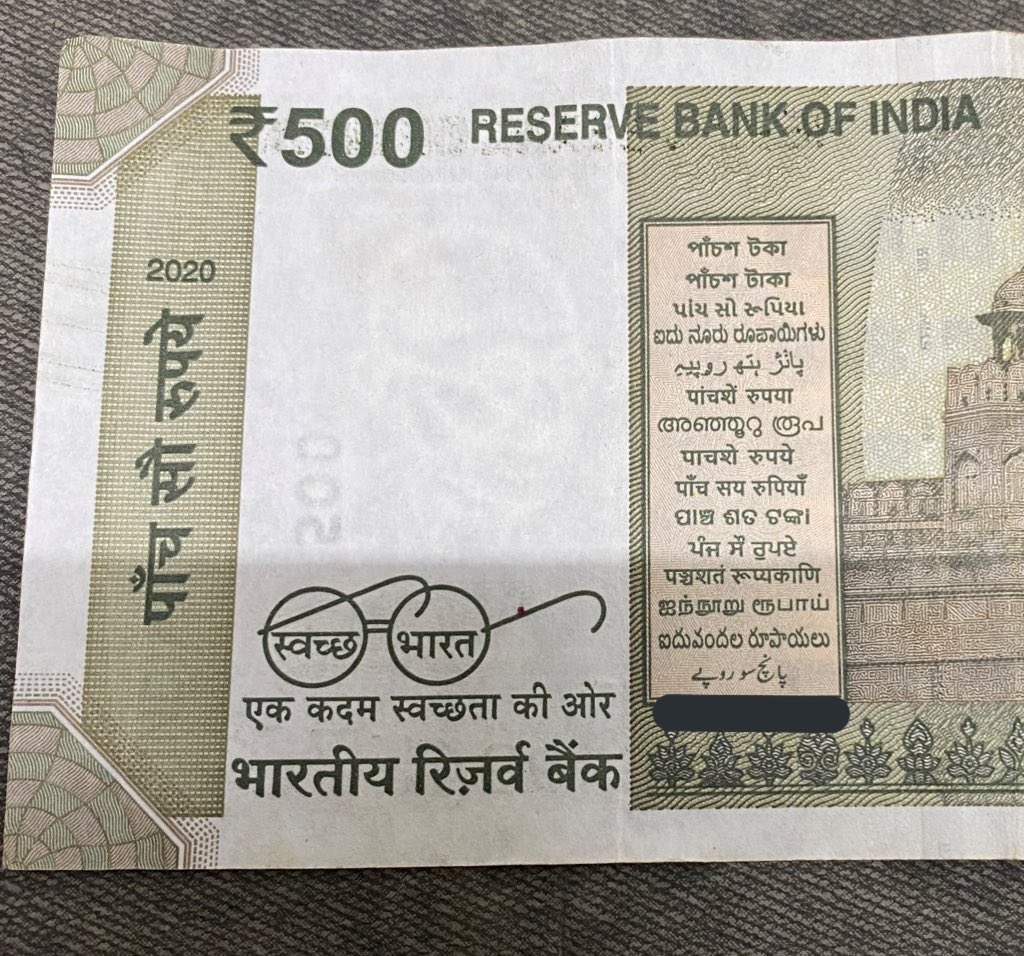 ₹500 RESERVE BANK OF INDIA
2020
पाँच सौ रुपये
পাঁচশ টকা
পাঁচশ টাকা
પાંચ સો રૂપિયા
ಐದು ನೂರು ರೂಪಾಯಿಗಳು
پانژھ ہتھ روپیہ
पांचशें रुपया
അഞ്ഞൂറു രൂപ
पाचशे रुपये
पाँच सय रुपियाँ
ପାଞ୍ଚ ଶତ ଟଙ୍କା
ਪੰਜ ਸੌ ਰੁਪਏ
पञ्चशतं रूप्यकाणि
ஐந்நூறு ரூபாய்
ఐదువందల రూపాయలు
پانچ سو روپے
स्वच्छ भारत
एक कदम स्वच्छता की ओर
भारतीय रिज़र्व बैंक